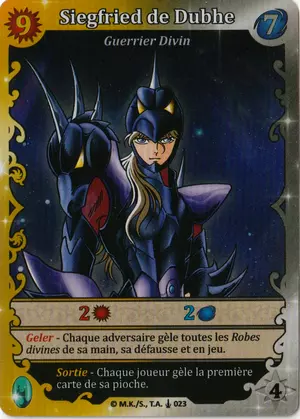 9 Siegfried de Dubhe 7
Guerrier Divin
2 2
Geler - Chaque adversaire gèle toutes les Robes
divines de sa main, sa défausse et en jeu.
Sortie - Chaque joueur gèle la première
carte de sa pioche.
4
© M.K./S., T.A. 023